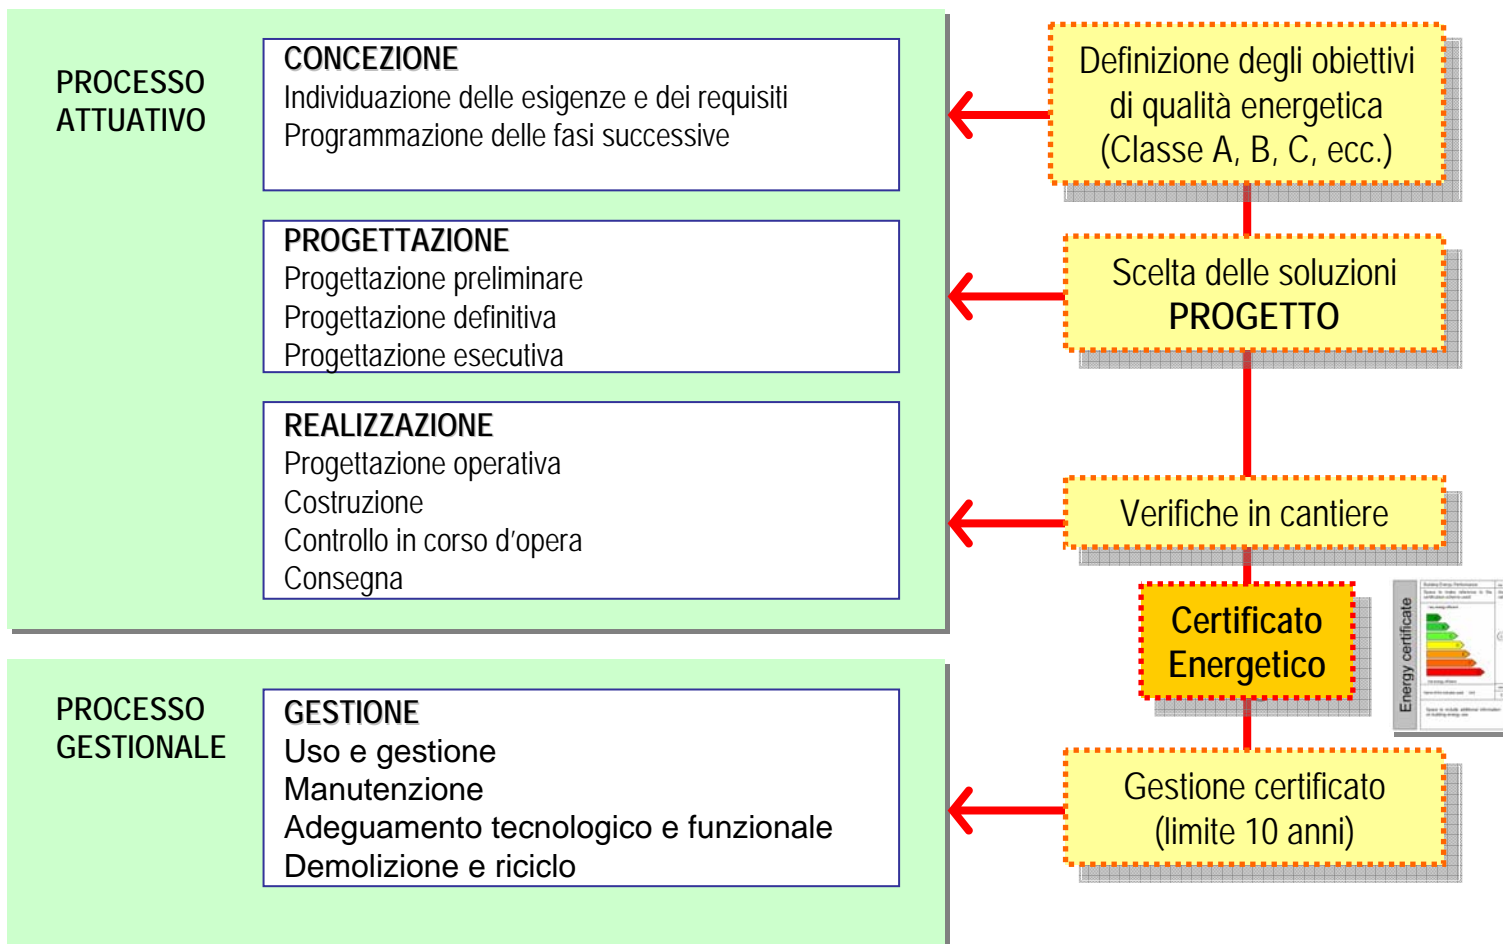 PROCESSO
ATTUATIVO
CONCEZIONE
Individuazione delle esigenze e dei requisiti
Programmazione delle fasi successive
PROGETTAZIONE
Progettazione preliminare
Progettazione definitiva
Progettazione esecutiva
REALIZZAZIONE
Progettazione operativa
Costruzione
Controllo in corso d'opera
Consegna
PROCESSO
GESTIONALE
GESTIONE
Uso e gestione
Manutenzione
Adeguamento tecnologico e funzionale
Demolizione e riciclo
Definizione degli obiettivi
di qualità energetica
(Classe A, B, C, ecc.)
Scelta delle soluzioni
PROGETTO
Verifiche in cantiere
Certificato
Energetico
Energy certificate
Building Energy Performance
Gestione certificato
(limite 10 anni)